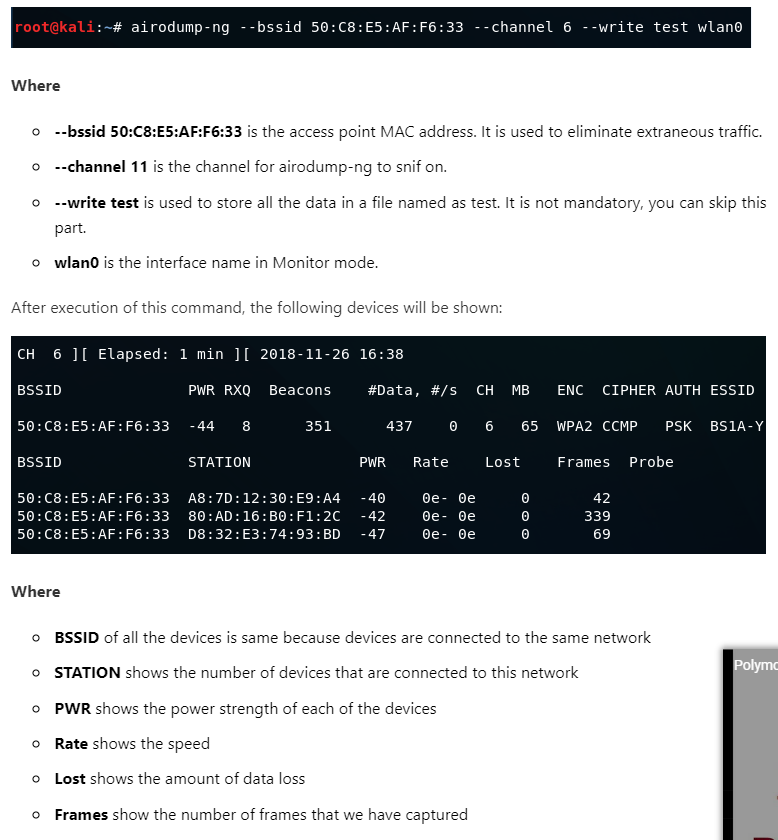 root@kali:~# airodump-ng --bssid 50:C8:E5:AF:F6:33 --channel 6 --write test wlan0
Where
--bssid 50:C8:E5:AF:F6:33 is the access point MAC address. It is used to eliminate extraneous traffic.
--channel 11 is the channel for airodump-ng to snif on.
--write test is used to store all the data in a file named as test. It is not mandatory, you can skip this
part.
wlan0 is the interface name in Monitor mode.
After execution of this command, the following devices will be shown:
CH  6 ][ Elapsed: 1 min ][ 2018-11-26 16:38
BSSID              PWR RXQ  Beacons    #Data, #/s  CH  MB   ENC  CIPHER AUTH ESSID
50:C8:E5:AF:F6:33  -44   8      351      437    0   6   65  WPA2 CCMP   PSK  BS1A-Y
BSSID              STATION            PWR   Rate    Lost    Frames  Probe
50:C8:E5:AF:F6:33  A8:7D:12:30:E9:A4  -40    0e- 0e     0       42
50:C8:E5:AF:F6:33  80:AD:16:B0:F1:2C  -42    0e- 0e     0      339
50:C8:E5:AF:F6:33  D8:32:E3:74:93:BD  -47    0e- 0e     0       69
Where
BSSID of all the devices is same because devices are connected to the same network
STATION shows the number of devices that are connected to this network
Polymo
PWR shows the power strength of each of the devices
Rate shows the speed
Lost shows the amount of data loss
Frames show the number of frames that we have captured